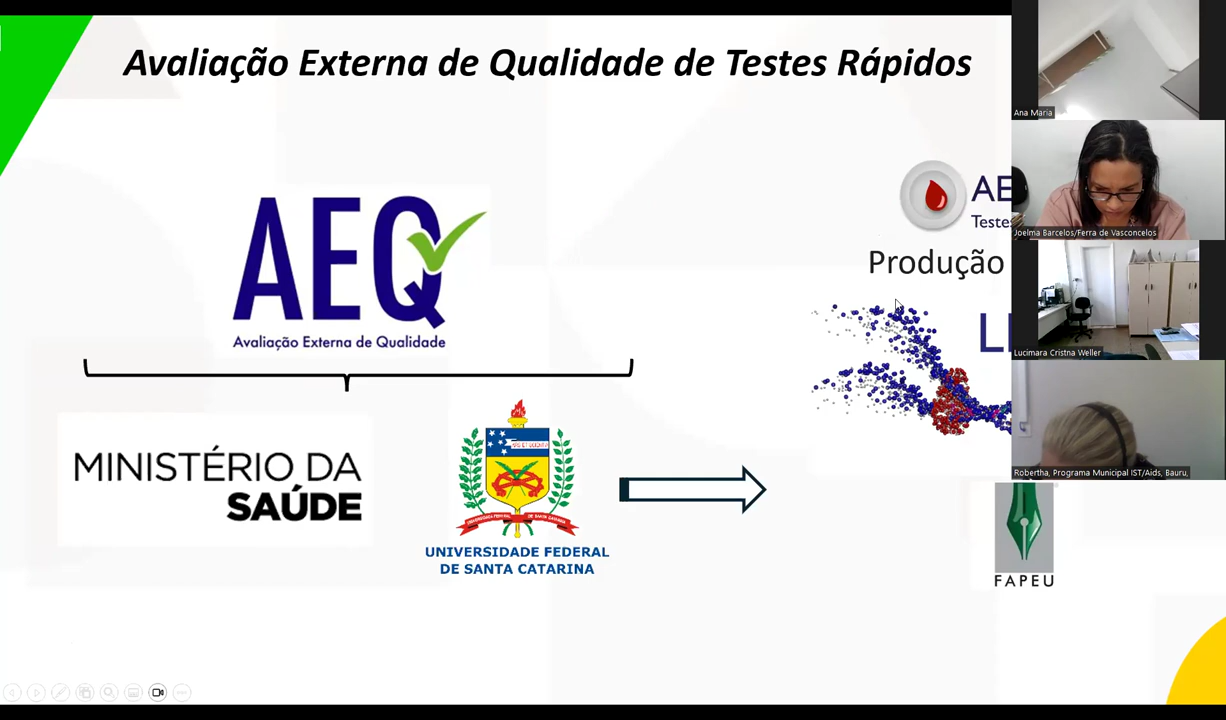 Avaliação Externa de Qualidade de Testes Rápidos
AEQ
Avaliação Externa de Qualidade
MINISTÉRIO DA
SAÚDE
UNIVERSIDADE FEDERAL
DE SANTA CATARINA
AE
Testes
Produção
FAPEU
Ana Maria
Joelma Barcelos/Ferra de Vasconcelos
Lucimara Cristna Weller
Robertha, Programa Municipal IST/Aids, Bauru,